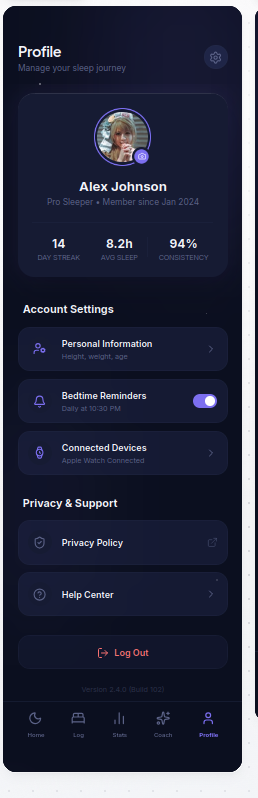 Profile
Manage your sleep journey
Alex Johnson
Pro Sleeper • Member since Jan 2024
14 8.2h 94%
DAY STREAK AVG SLEEP CONSISTENCY
Account Settings
Personal Information
Height, weight, age
Bedtime Reminders
Daily at 10:30 PM
Connected Devices
Apple Watch Connected
Privacy & Support
Privacy Policy
Help Center
Log Out
Version 2.4.0 (Build 102)
Home Log Stats Coach Profile